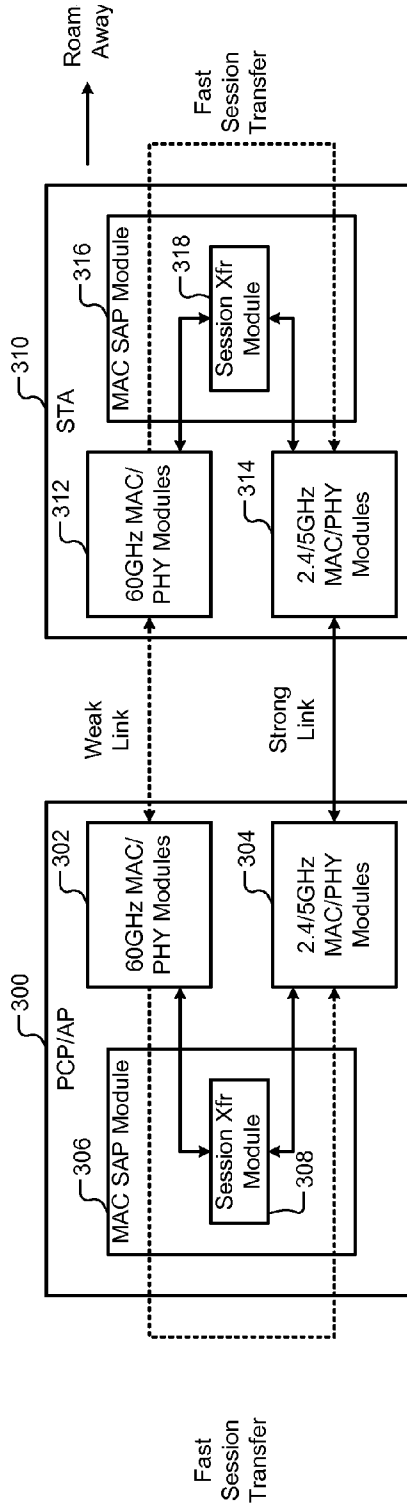 Fast
Session
Transfer
300
PCP/AP
306
MAC SAP Module
Session Xfr
Module
308
302
60GHz MAC/
PHY Modules
304
2.4/5GHz
MAC/PHY
Modules
Weak
Link
Strong
Link
310
STA
312
60GHz MAC/
PHY Modules
314
2.4/5GHz
MAC/PHY
Modules
316
MAC SAP Module
318
Session Xfr
Module
Fast
Session
Transfer
Roam
Away